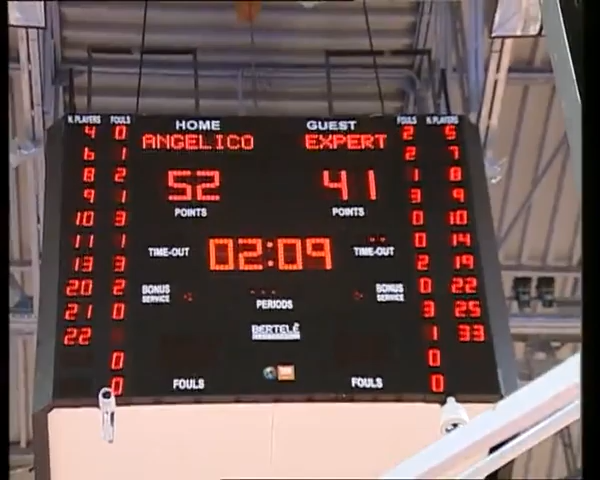 N. PLAYERS FOULS HOME GUEST FOULS N. PLAYERS
4 0 ANGELICO EXPERT 2 5
6 1 2 7
8 2 52 41 1 8
9 1 3 9
10 3 POINTS POINTS 0 10
11 1 0 14
13 3 TIME-OUT 02:09 TIME-OUT 2 19
20 2 BONUS SERVICE PERIODS BONUS SERVICE 0 22
21 0 3 25
22 BERTELÈ 1 33
0 0
0 FOULS FOULS 0